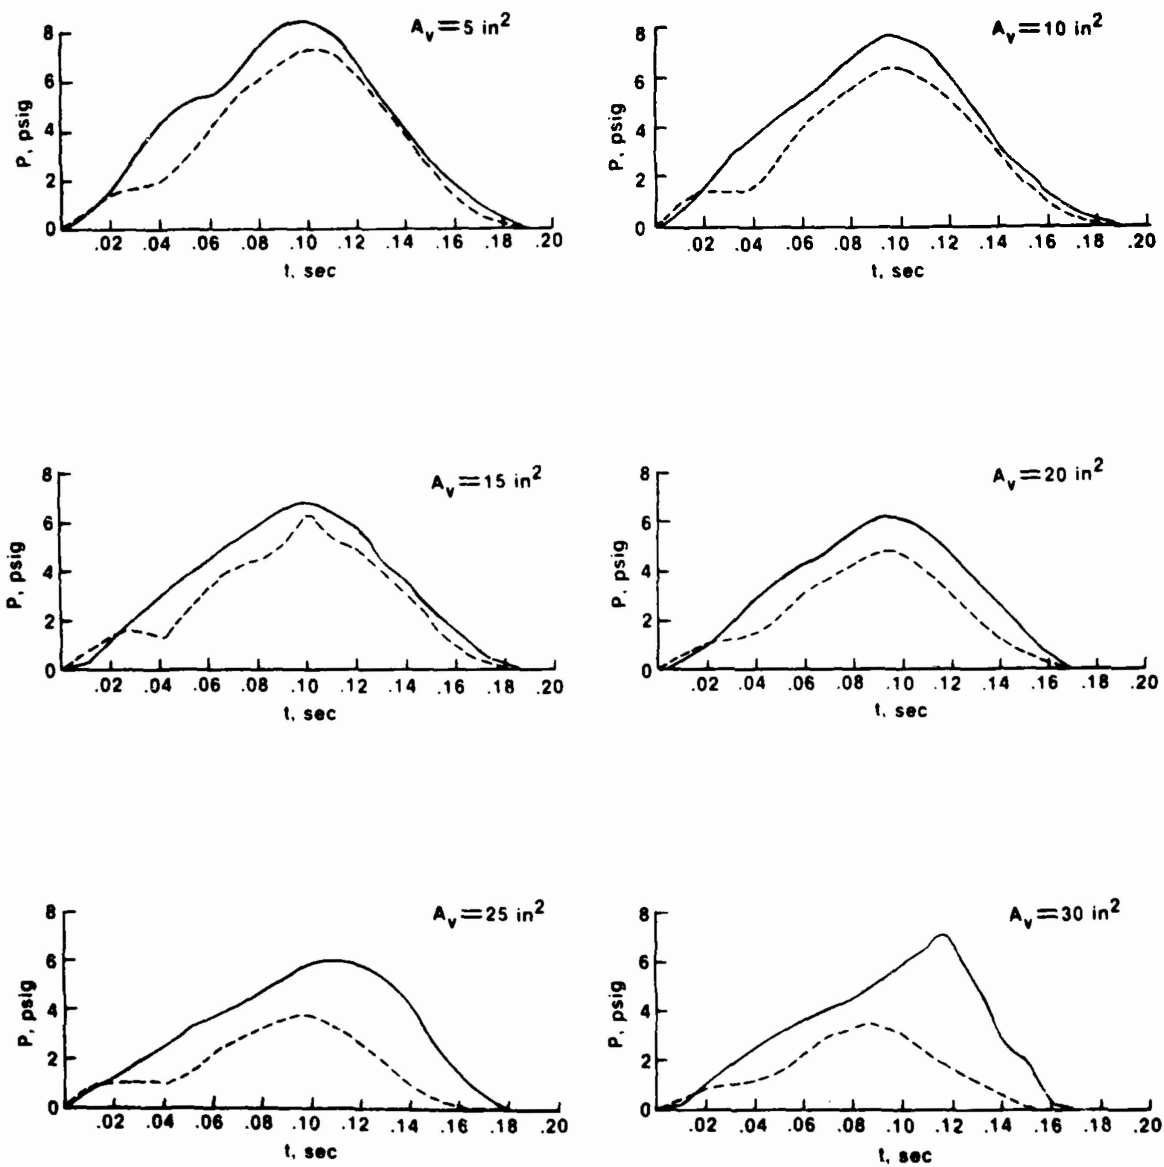 A_v = 5 in²
8
6
4
2
0
P, psig
.02 .04 .06 .08 .10 .12 .14 .16 .18 .20
t, sec
A_v = 10 in²
8
6
4
2
0
P, psig
.02 .04 .06 .08 .10 .12 .14 .16 .18 .20
t, sec
A_v = 15 in²
8
6
4
2
0
P, psig
.02 .04 .06 .08 .10 .12 .14 .16 .18 .20
t, sec
A_v = 20 in²
8
6
4
2
0
P, psig
.02 .04 .06 .08 .10 .12 .14 .16 .18 .20
t, sec
A_v = 25 in²
8
6
4
2
0
P, psig
.02 .04 .06 .08 .10 .12 .14 .16 .18 .20
t, sec
A_v = 30 in²
8
6
4
2
0
P, psig
.02 .04 .06 .08 .10 .12 .14 .16 .18 .20
t, sec